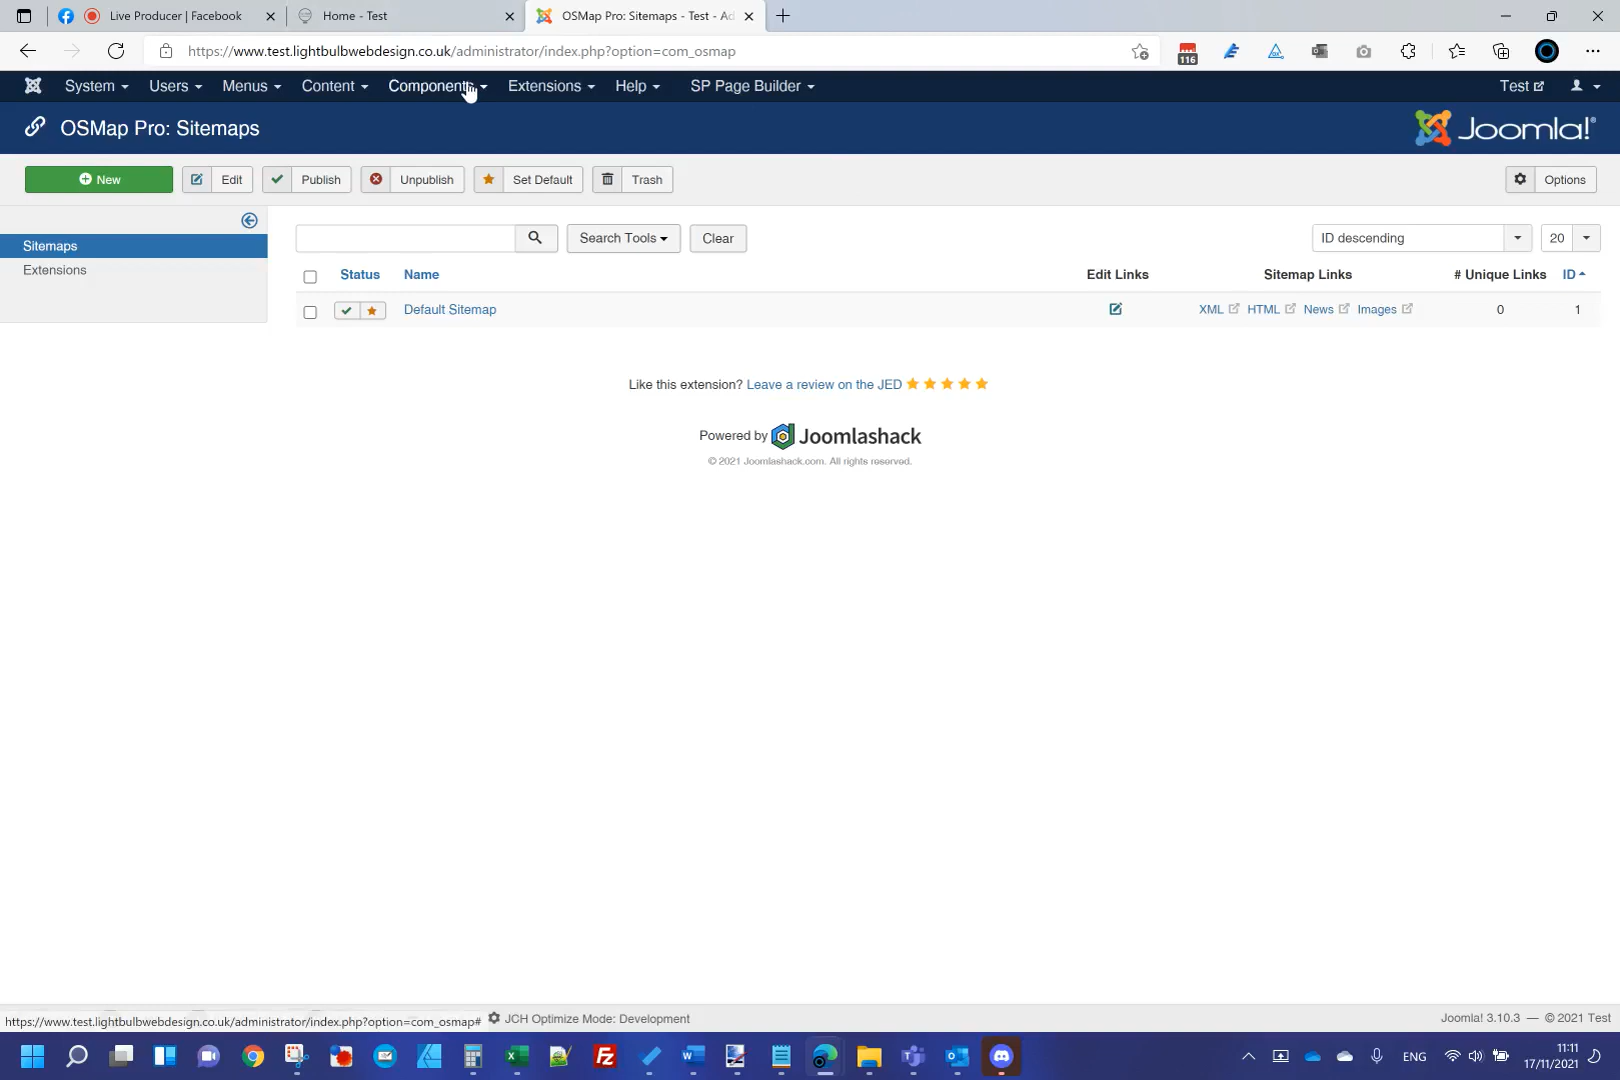 Live Producer | Facebook
Home - Test
OSMap Pro: Sitemaps - Test - Ad
https://www.test.lightbulbwebdesign.co.uk/administrator/index.php?option=com_osmap
116
System Users Menus Content Components Extensions Help SP Page Builder Test
OSMap Pro: Sitemaps
Joomla!®
New Edit Publish Unpublish Set Default Trash Options
Sitemaps
Extensions
Search Tools Clear ID descending 20
Status Name Edit Links Sitemap Links # Unique Links ID
Default Sitemap XML HTML News Images 0 1
Like this extension? Leave a review on the JED
Powered by Joomlashack
© 2021 Joomlashack.com. All rights reserved.
https://www.test.lightbulbwebdesign.co.uk/administrator/index.php?option=com_osmap#
JCH Optimize Mode: Development
Joomla! 3.10.3 — © 2021 Test
ENG
11:11
17/11/2021